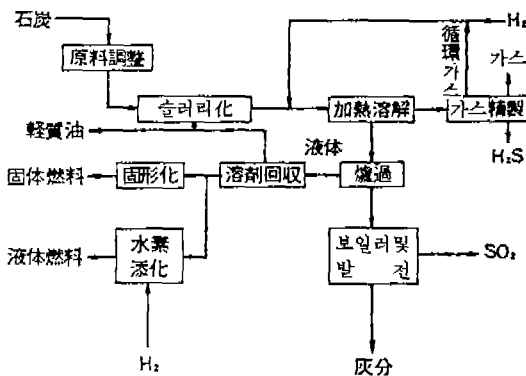 石炭
原料調整
슬러리化
軽質油
固体燃料
固形化
溶剤回収
液体
濾過
液体燃料
水素
添化
H₂
加熱溶解
循環가스
H₂
가스
가스精製
H₂S
보일러및
발 전
SO₂
灰分